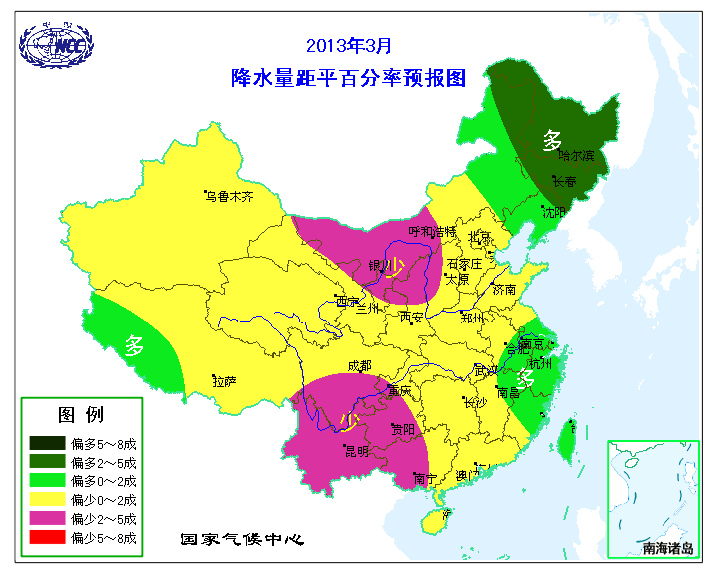 中国
NCC
2013年3月
降水量距平百分率预报图
多
哈尔滨
长春
沈阳
乌鲁木齐
呼和浩特
北京
银川
少
石家庄
太原
济南
西宁
兰州
西安
郑州
多
拉萨
成都
重庆
武汉
合肥
南京
杭州
多
南昌
长沙
少
贵阳
昆明
南宁
澳门
图 例
偏多5～8成
偏多2～5成
偏多0～2成
偏少0～2成
偏少2～5成
偏少5～8成
国家气候中心
南海诸岛